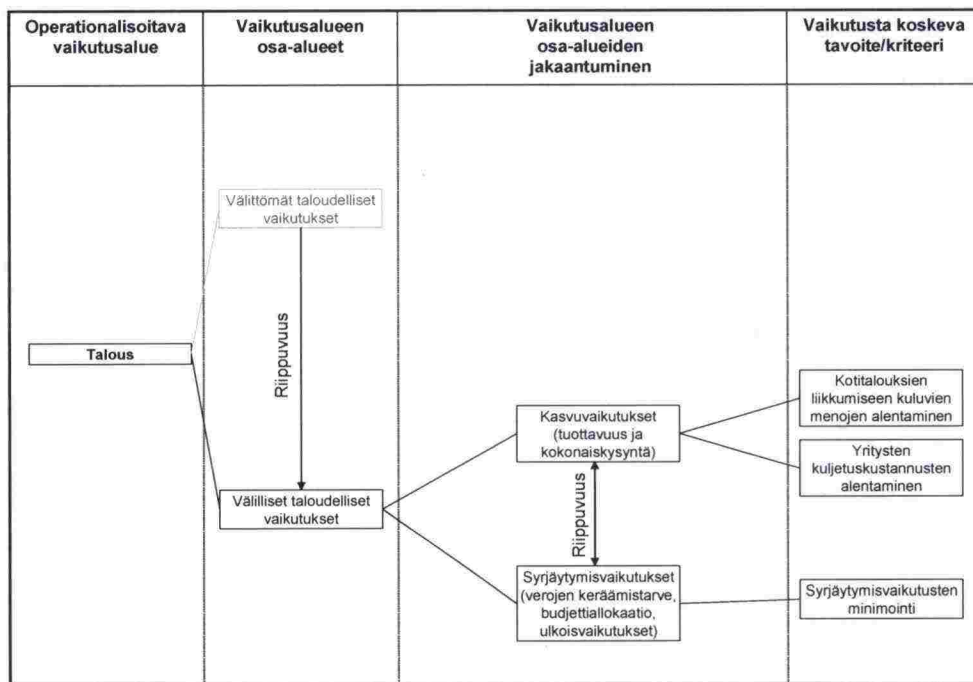 Operationalisoitava
vaikutusalue
Vaikutusalueen
osa-alueet
Vaikutusalueen
osa-alueiden
jakaantuminen
Vaikutusta koskeva
tavoite/kriteeri
Välittömät taloudelliset
vaikutukset
Riippuvuus
Talous
Välilliset taloudelliset
vaikutukset
Kasvuvaikutukset
(tuottavuus ja
kokonaiskysyntä)
Riippuvuus
Syrjäytymisvaikutukset
(verojen keräämistarve,
budjettiallokaatio,
ulkoisvaikutukset)
Kotitalouksien
liikkumiseen kuluvien
menojen alentaminen
Yritysten
kuljetuskustannusten
alentaminen
Syrjäytymisvaikutusten
minimointi